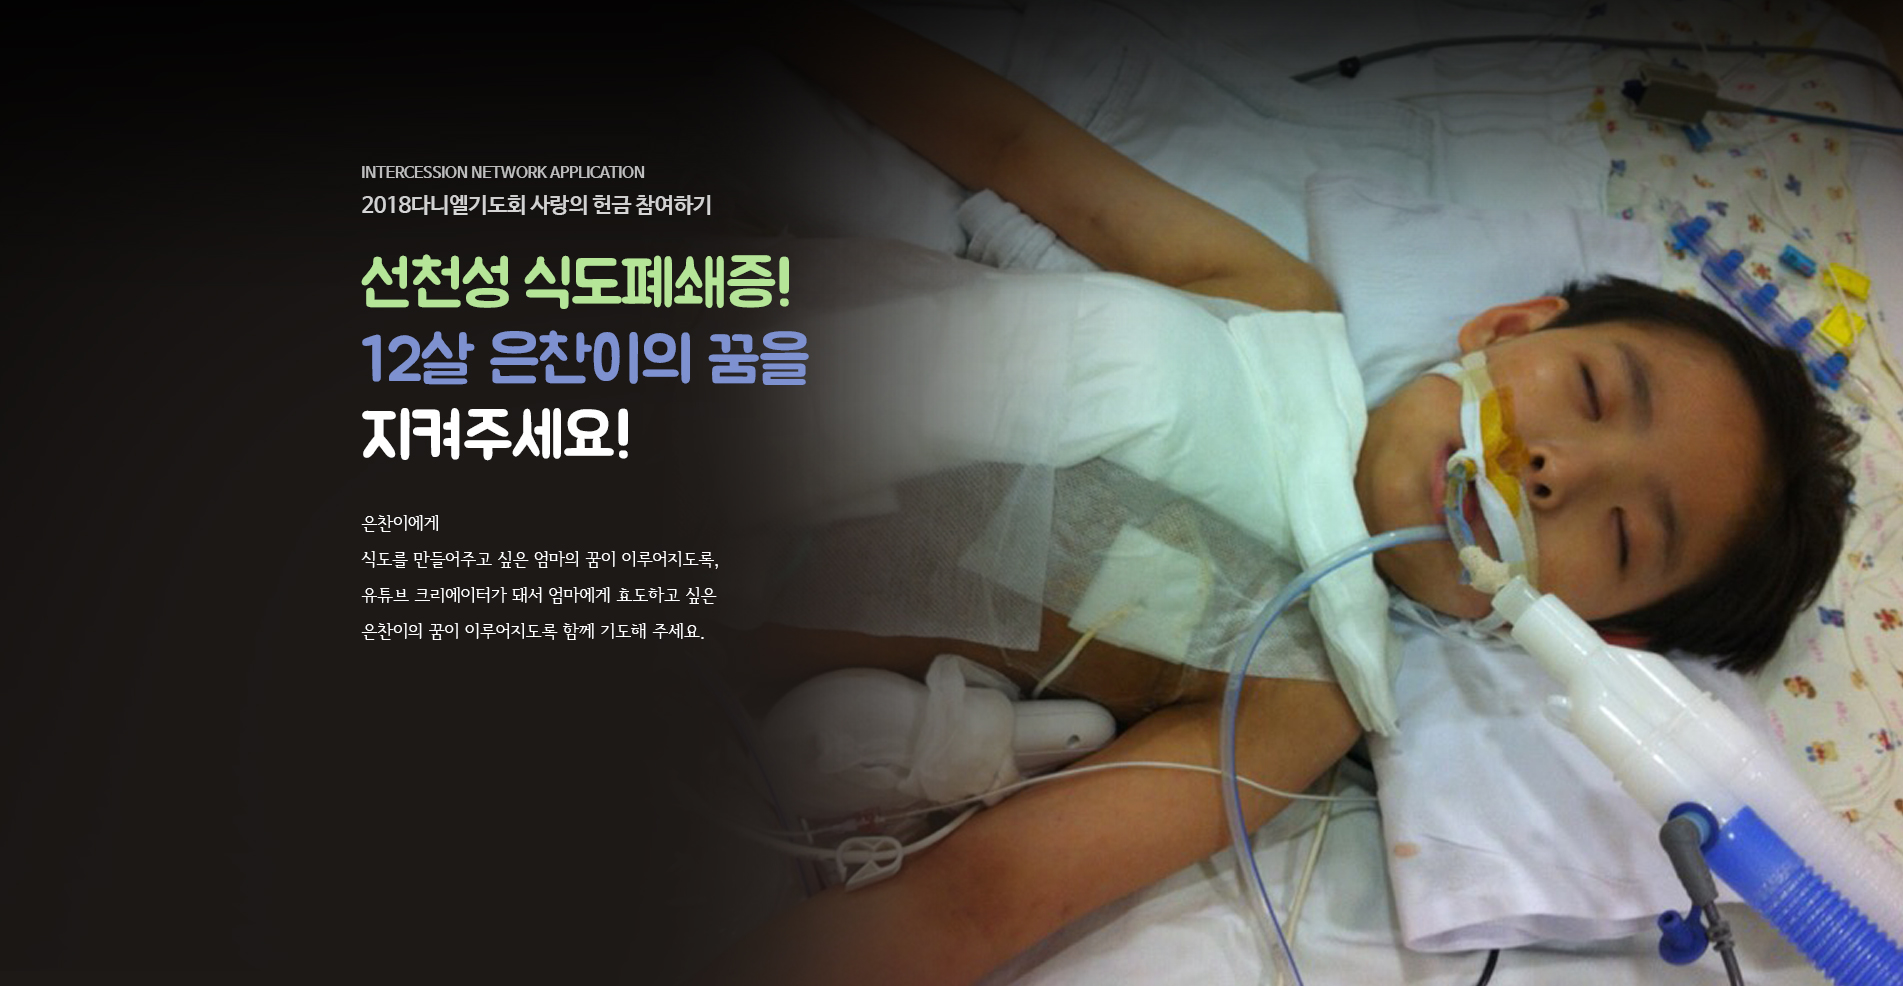 INTERCESSION NETWORK APPLICATION
2018다니엘기도회 사랑의 헌금 참여하기
선천성 식도폐쇄증!
12살 은찬이의 꿈을
지켜주세요!
은찬이에게
식도를 만들어주고 싶은 엄마의 꿈이 이루어지도록,
유튜브 크리에이터가 돼서 엄마에게 효도하고 싶은
은찬이의 꿈이 이루어지도록 함께 기도해 주세요.